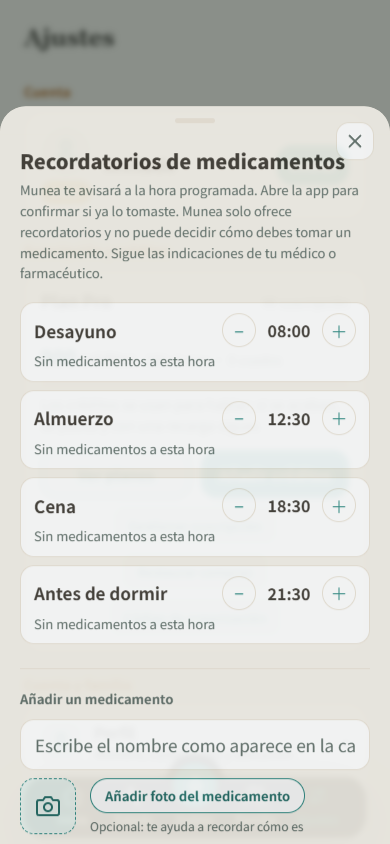 Ajustes
Cuenta
Recordatorios de medicamentos
Munea te avisará a la hora programada. Abre la app para
confirmar si ya lo tomaste. Munea solo ofrece
recordatorios y no puede decidir cómo debes tomar un
medicamento. Sigue las indicaciones de tu médico o
farmacéutico.
Desayuno − 08:00 +
Sin medicamentos a esta hora
Almuerzo − 12:30 +
Sin medicamentos a esta hora
Cena − 18:30 +
Sin medicamentos a esta hora
Antes de dormir − 21:30 +
Sin medicamentos a esta hora
Añadir un medicamento
Escribe el nombre como aparece en la ca
Añadir foto del medicamento
Opcional: te ayuda a recordar cómo es